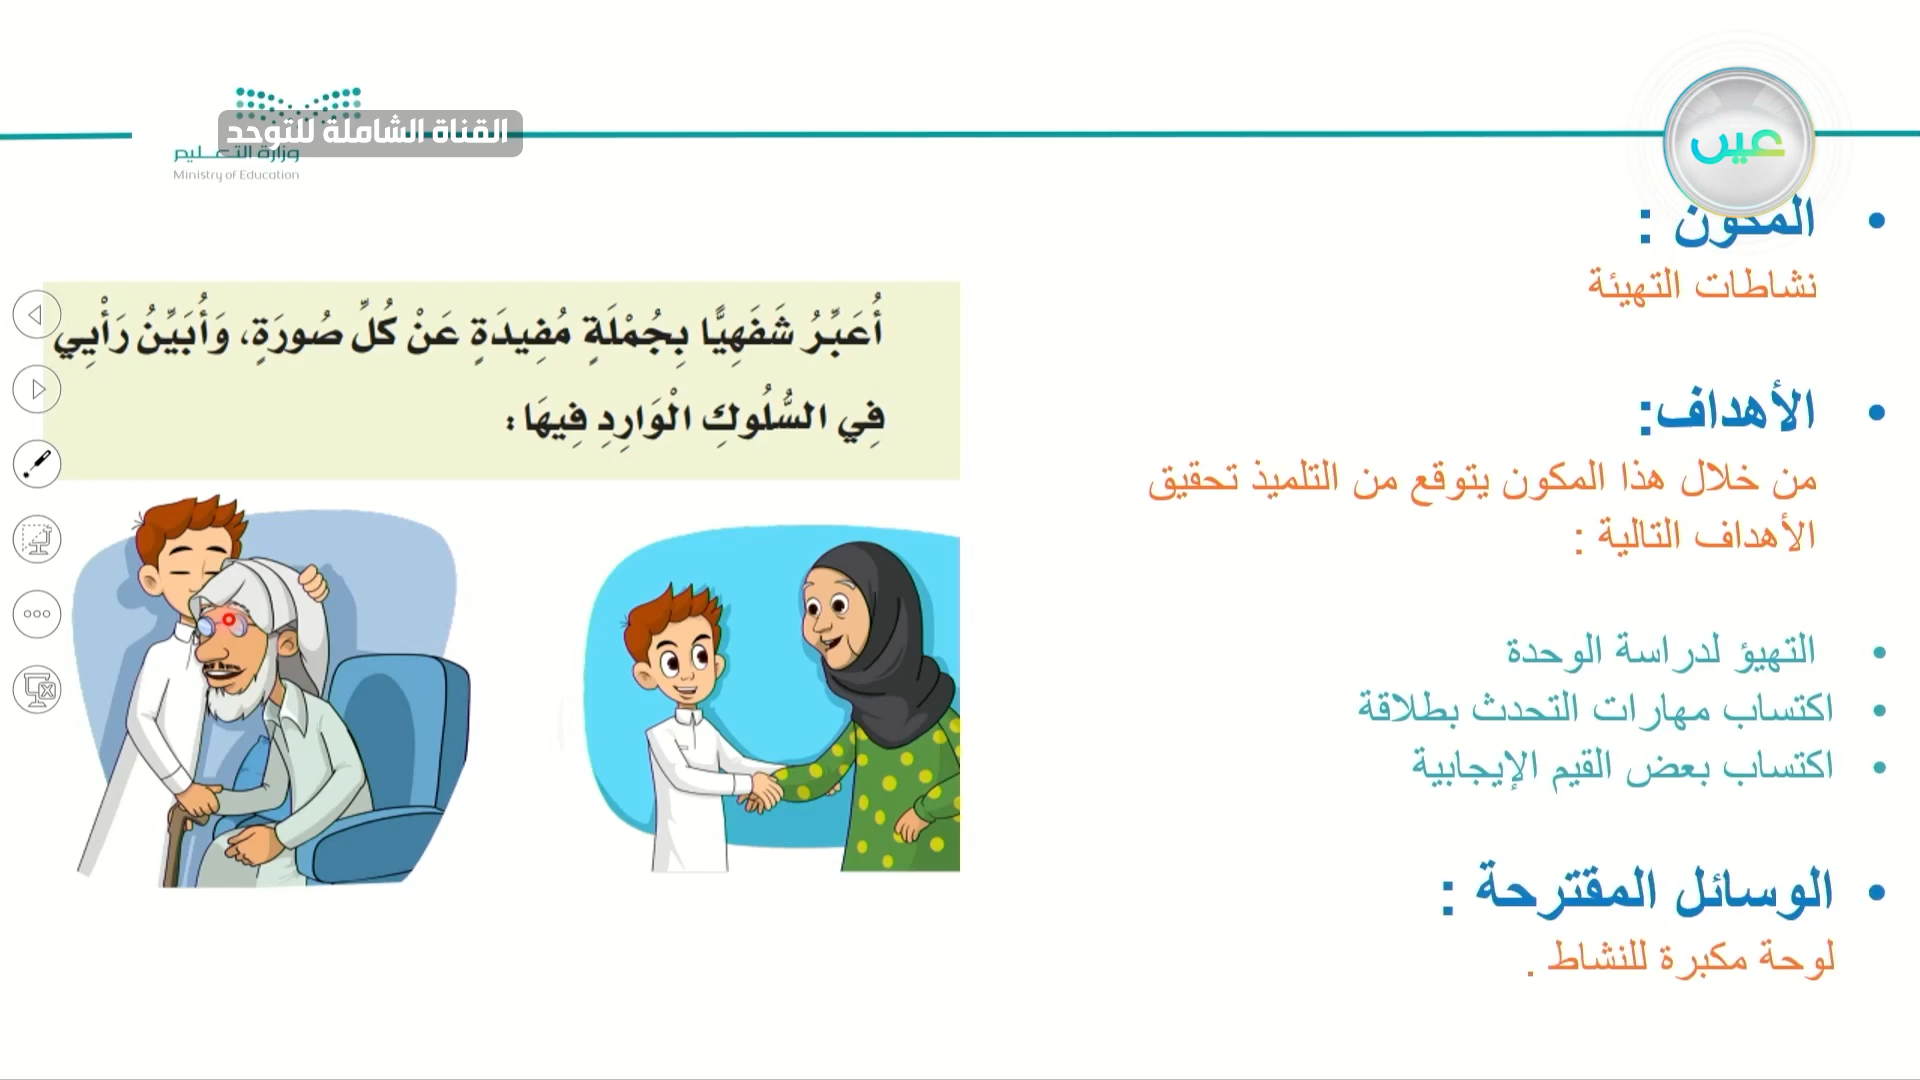 القناة الشاملة للتوحد
وزارة التعليم
Ministry of Education
عين
المكون :
نشاطات التهيئة
الأهداف:
من خلال هذا المكون يتوقع من التلميذ تحقيق
الأهداف التالية :
التهيؤ لدراسة الوحدة
اكتساب مهارات التحدث بطلاقة
اكتساب بعض القيم الإيجابية
الوسائل المقترحة :
لوحة مكبرة للنشاط .
أُعَبِّرُ شَفَهِيًّا بِجُمْلَةٍ مُفِيدَةٍ عَنْ كُلِّ صُورَةٍ، وَأُبَيِّنُ رَأْيِي
فِي السُّلُوكِ الْوَارِدِ فِيهَا: